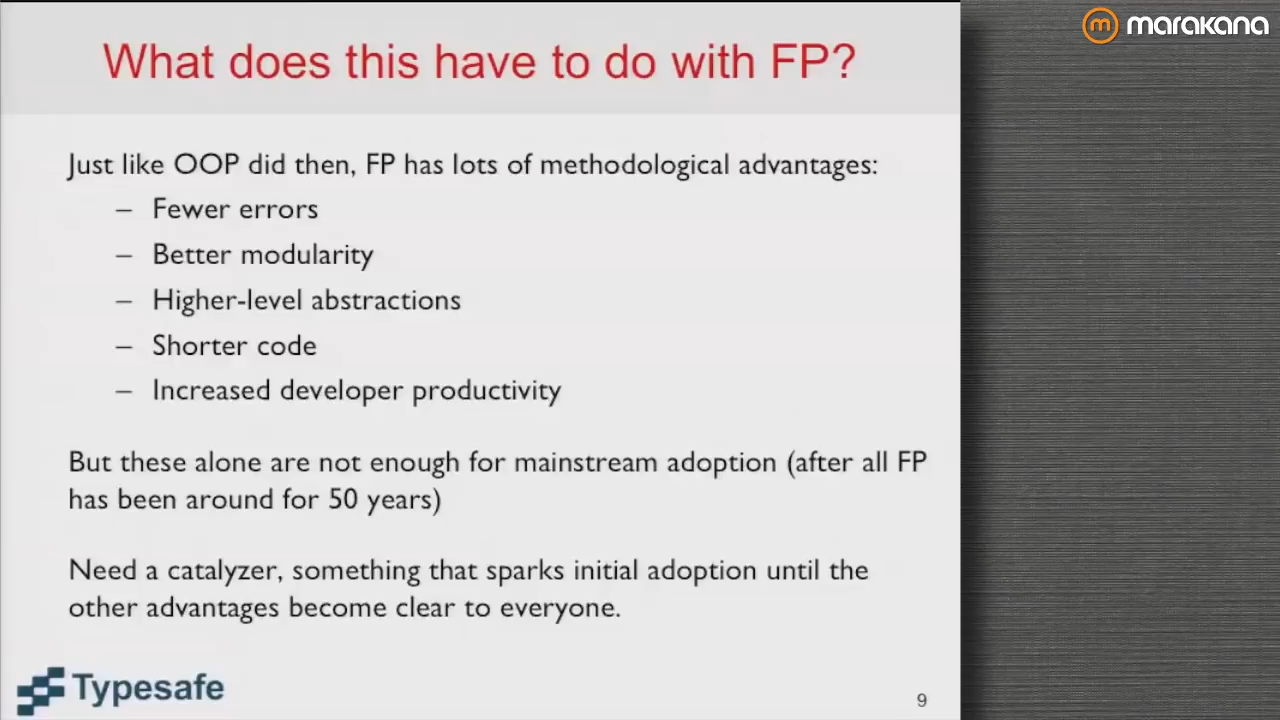 marakana
What does this have to do with FP?
Just like OOP did then, FP has lots of methodological advantages:
– Fewer errors
– Better modularity
– Higher-level abstractions
– Shorter code
– Increased developer productivity
But these alone are not enough for mainstream adoption (after all FP
has been around for 50 years)
Need a catalyzer, something that sparks initial adoption until the
other advantages become clear to everyone.
Typesafe
9